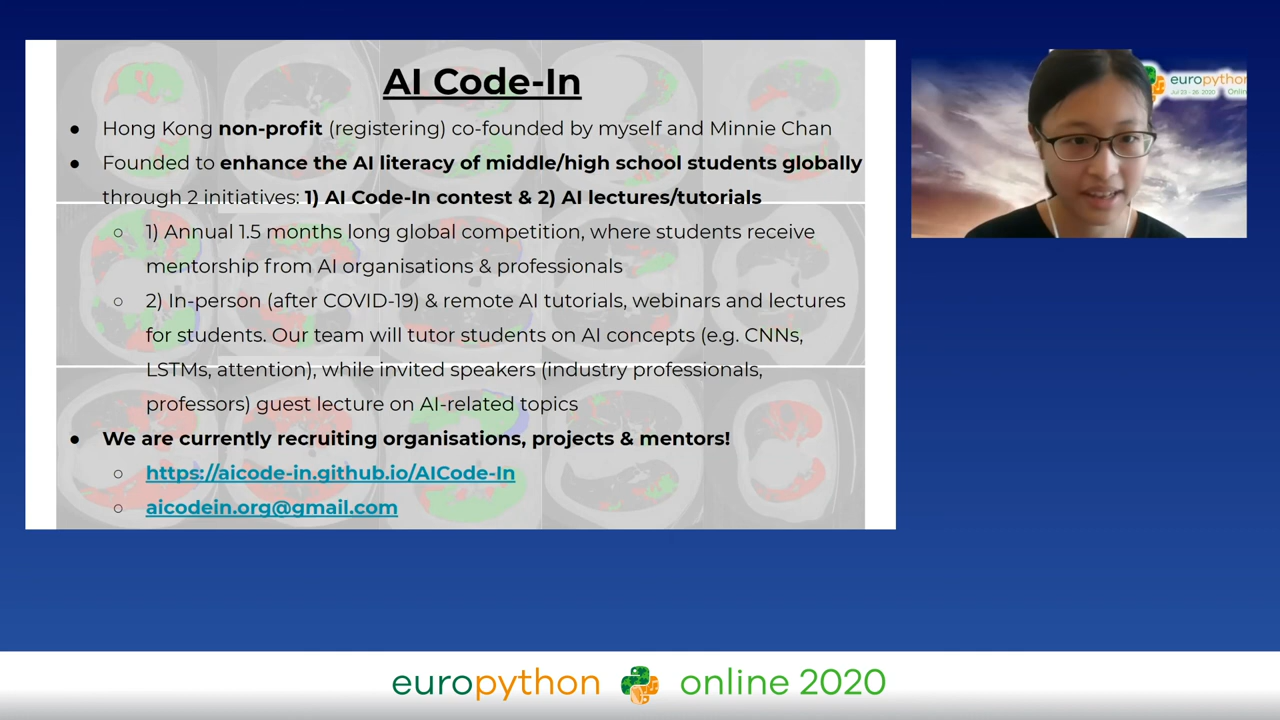 AI Code-In
● Hong Kong non-profit (registering) co-founded by myself and Minnie Chan
● Founded to enhance the AI literacy of middle/high school students globally
through 2 initiatives: 1) AI Code-In contest & 2) AI lectures/tutorials
○ 1) Annual 1.5 months long global competition, where students receive
mentorship from AI organisations & professionals
○ 2) In-person (after COVID-19) & remote AI tutorials, webinars and lectures
for students. Our team will tutor students on AI concepts (e.g. CNNs,
LSTMs, attention), while invited speakers (industry professionals,
professors) guest lecture on AI-related topics
● We are currently recruiting organisations, projects & mentors!
○ https://aicode-in.github.io/AICode-In
○ aicodein.org@gmail.com
europython
Jul 23 - 26 2020 Onlin
europython online 2020